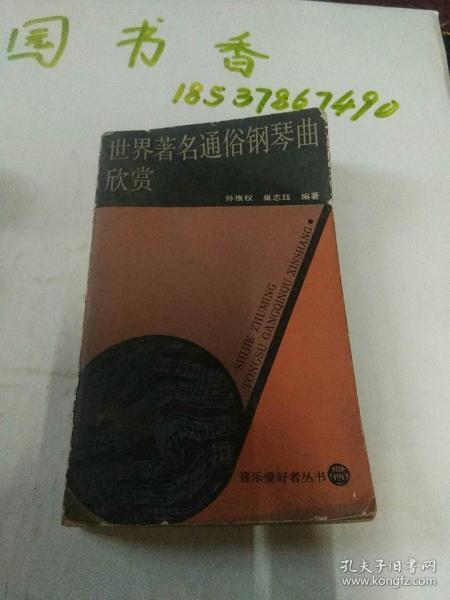 园书香
18537867490
世界著名通俗钢琴曲
欣赏
孙维权 巢志珏 编著
SHIJIE ZHUMING
TONGSU GANGQINQU XINSHANG
音乐爱好者丛书
孔夫子旧书网
www.kongfz.com